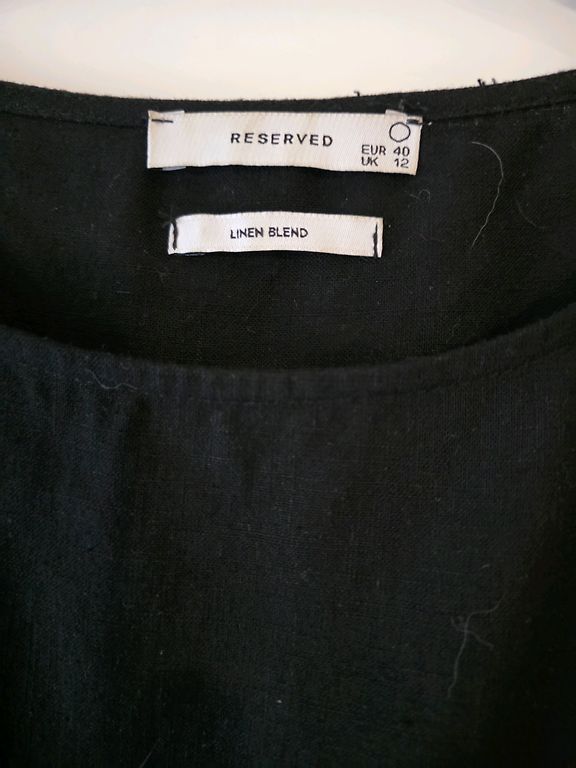 RESERVED
EUR 40
UK 12
LINEN BLEND